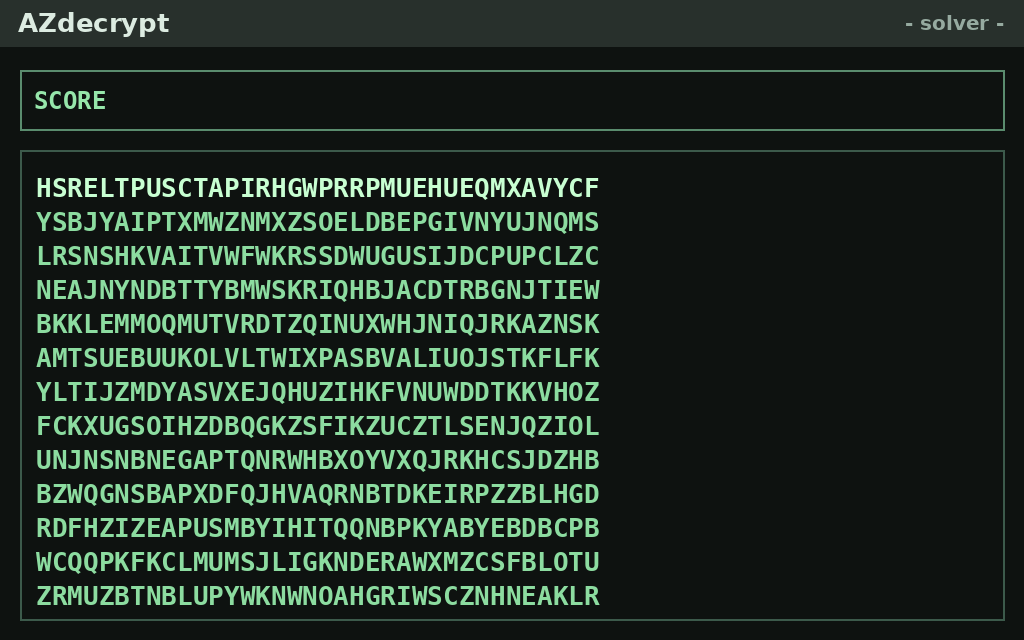 AZdecrypt
- solver -
SCORE
HSRELTPUSCTAPIRHGWPRRPMUEHUEQMXAVYCF
YSBJYAIPTXMWZNMXZSOELDBEPGIVNYUJNQMS
LRSNSHKVAITVWFWKRSSDWUGUSIJDCPUPCLZC
NEAJNYNDBTTYBMWSKRIQHBJACDTRBGNJTIEW
BKKLEMMOQMUTVRDTZQINUXWHJNIQJRKAZNSK
AMTSUEBUUKOLVLTWIXPASBVALIUOJSTKFLFK
YLTIJZMDYASVXEJQHUZIHKFVNUWDDTKKVHOZ
FCKXUGSOIHZDBQGKZSFIKZUCZTLSENJQZIOL
UNJNSNBNEGAPTQNRWHBXOYVXQJRKHCSJDZHB
BZWQGNSBAPXDFQJHVAQRNBTDKEIRPZZBLHGD
RDFHZIZEAPUSMBYIHITQQNBPKYABYEBDBCPB
WCQQPKFKCLMUMSJLIGKNDERAWXMZCSFBLOTU
ZRMUZBTNBLUPYWKNWNOAHGRIWSCZNHNEAKLR